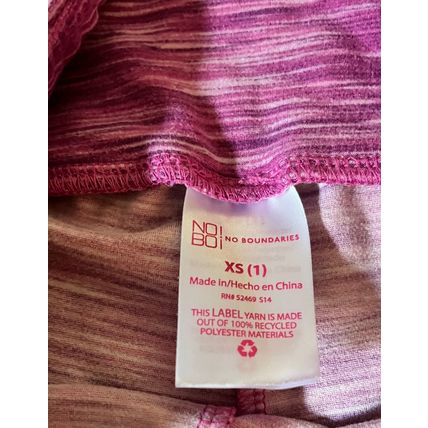 NO!
BO! NO BOUNDARIES
XS (1)
Made in/Hecho en China
RN# 52469 S14
THIS LABEL YARN IS MADE
OUT OF 100% RECYCLED
POLYESTER MATERIALS